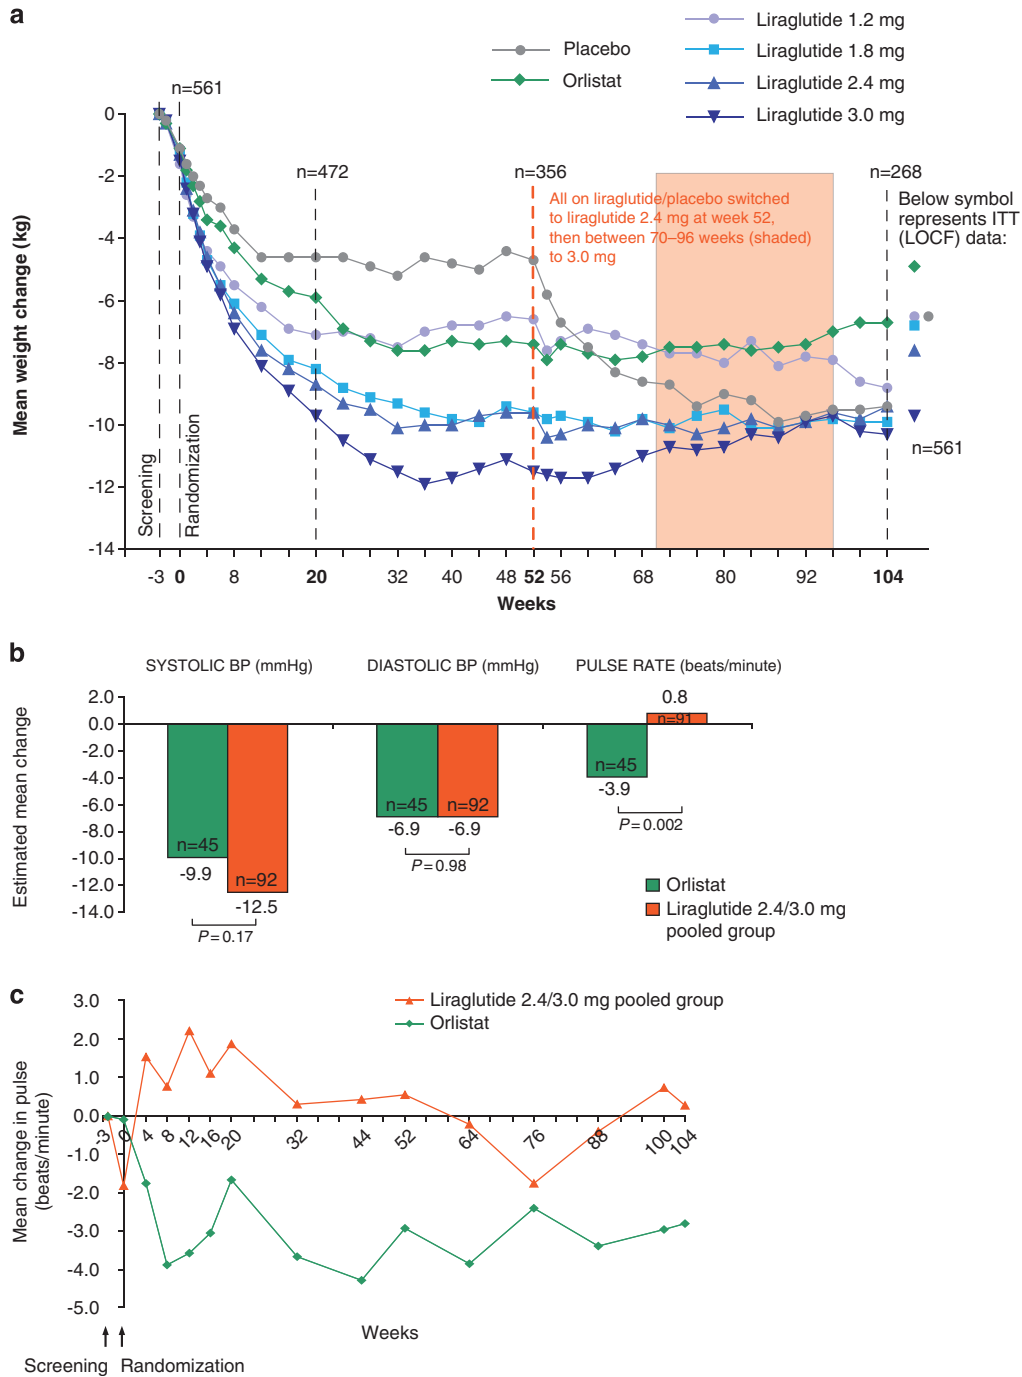 a
Placebo
Orlistat
Liraglutide 1.2 mg
Liraglutide 1.8 mg
Liraglutide 2.4 mg
Liraglutide 3.0 mg
n=561
n=472
n=356
n=268
All on liraglutide/placebo switched
to liraglutide 2.4 mg at week 52,
then between 70–96 weeks (shaded)
to 3.0 mg
Below symbol
represents ITT
(LOCF) data:
n=561
Mean weight change (kg)
0
-2
-4
-6
-8
-10
-12
-14
Screening
Randomization
-3 0 8 20 32 40 48 52 56 68 80 92 104
Weeks
b
SYSTOLIC BP (mmHg) DIASTOLIC BP (mmHg) PULSE RATE (beats/minute)
Estimated mean change
2.0
0.0
-2.0
-4.0
-6.0
-8.0
-10.0
-12.0
-14.0
n=45
-9.9
n=92
-12.5
P=0.17
n=45
-6.9
n=92
-6.9
P=0.98
0.8
n=91
n=45
-3.9
P=0.002
Orlistat
Liraglutide 2.4/3.0 mg
pooled group
c
Liraglutide 2.4/3.0 mg pooled group
Orlistat
Mean change in pulse
(beats/minute)
3.0
2.0
1.0
0.0
-1.0
-2.0
-3.0
-4.0
-5.0
-3 0 4 8 12 16 20 32 44 52 64 76 88 100 104
Weeks
Screening Randomization